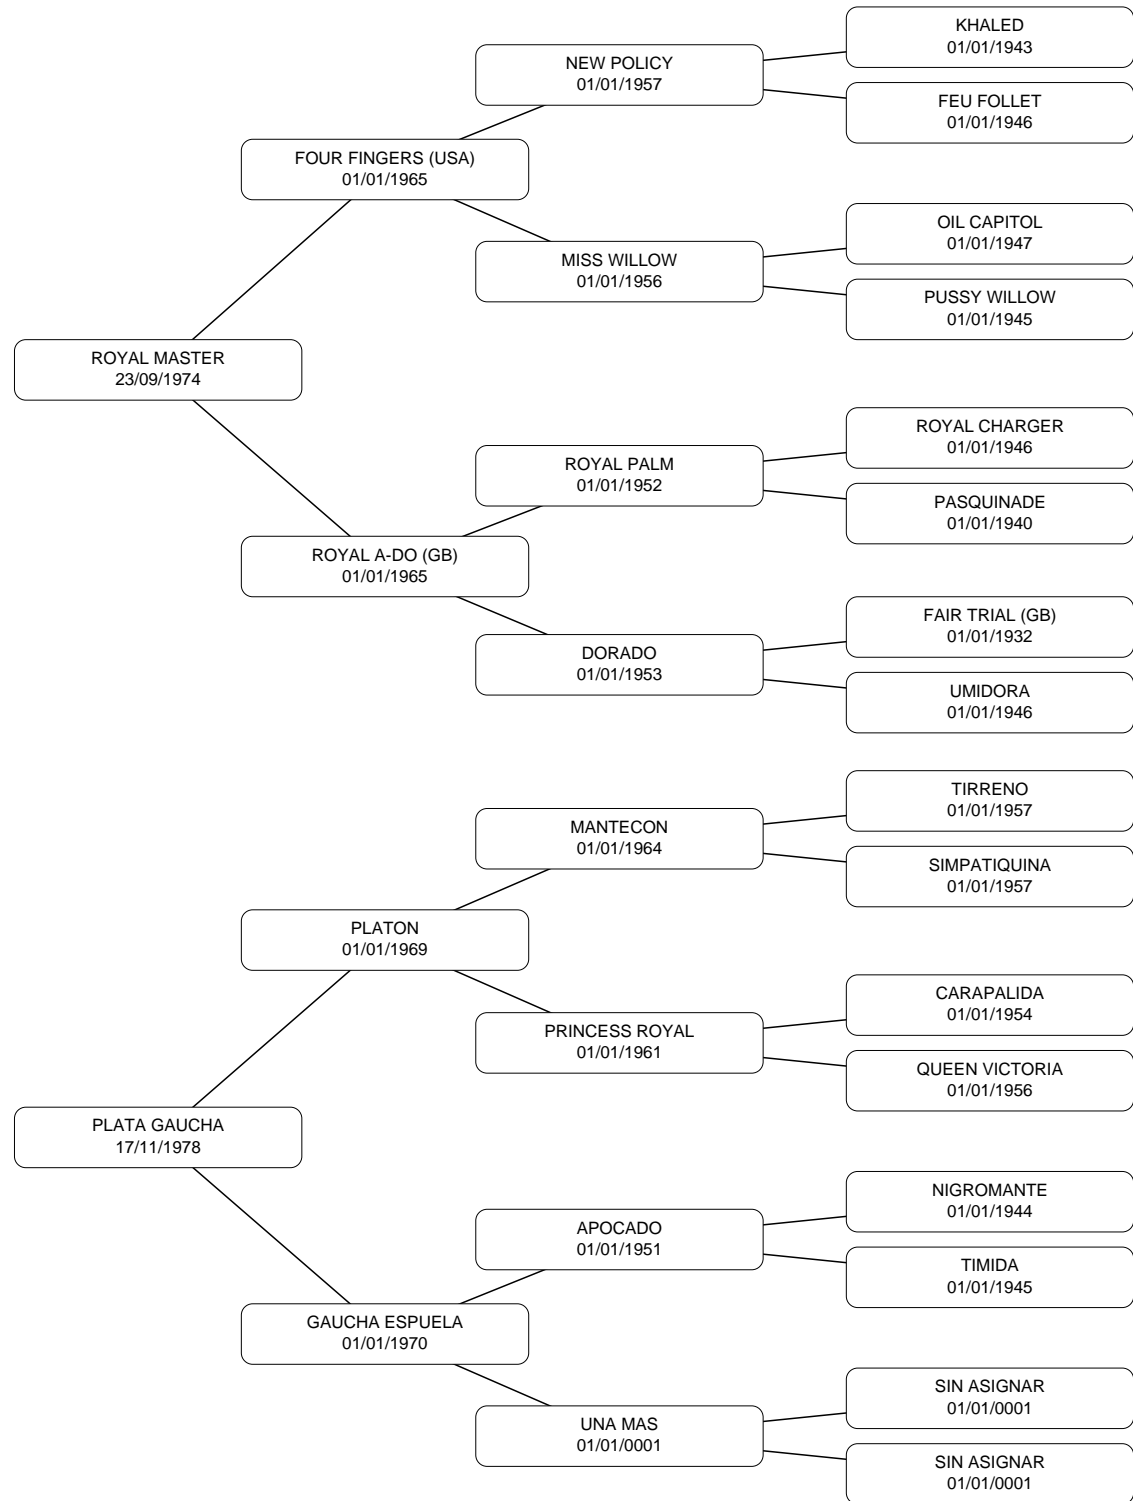 KHALED
01/01/1943
NEW POLICY
01/01/1957
FEU FOLLET
01/01/1946
FOUR FINGERS (USA)
01/01/1965
OIL CAPITOL
01/01/1947
MISS WILLOW
01/01/1956
PUSSY WILLOW
01/01/1945
ROYAL MASTER
23/09/1974
ROYAL CHARGER
01/01/1946
ROYAL PALM
01/01/1952
PASQUINADE
01/01/1940
ROYAL A-DO (GB)
01/01/1965
FAIR TRIAL (GB)
01/01/1932
DORADO
01/01/1953
UMIDORA
01/01/1946
TIRRENO
01/01/1957
MANTECON
01/01/1964
SIMPATIQUINA
01/01/1957
PLATON
01/01/1969
CARAPALIDA
01/01/1954
PRINCESS ROYAL
01/01/1961
QUEEN VICTORIA
01/01/1956
PLATA GAUCHA
17/11/1978
NIGROMANTE
01/01/1944
APOCADO
01/01/1951
TIMIDA
01/01/1945
GAUCHA ESPUELA
01/01/1970
SIN ASIGNAR
01/01/0001
UNA MAS
01/01/0001
SIN ASIGNAR
01/01/0001